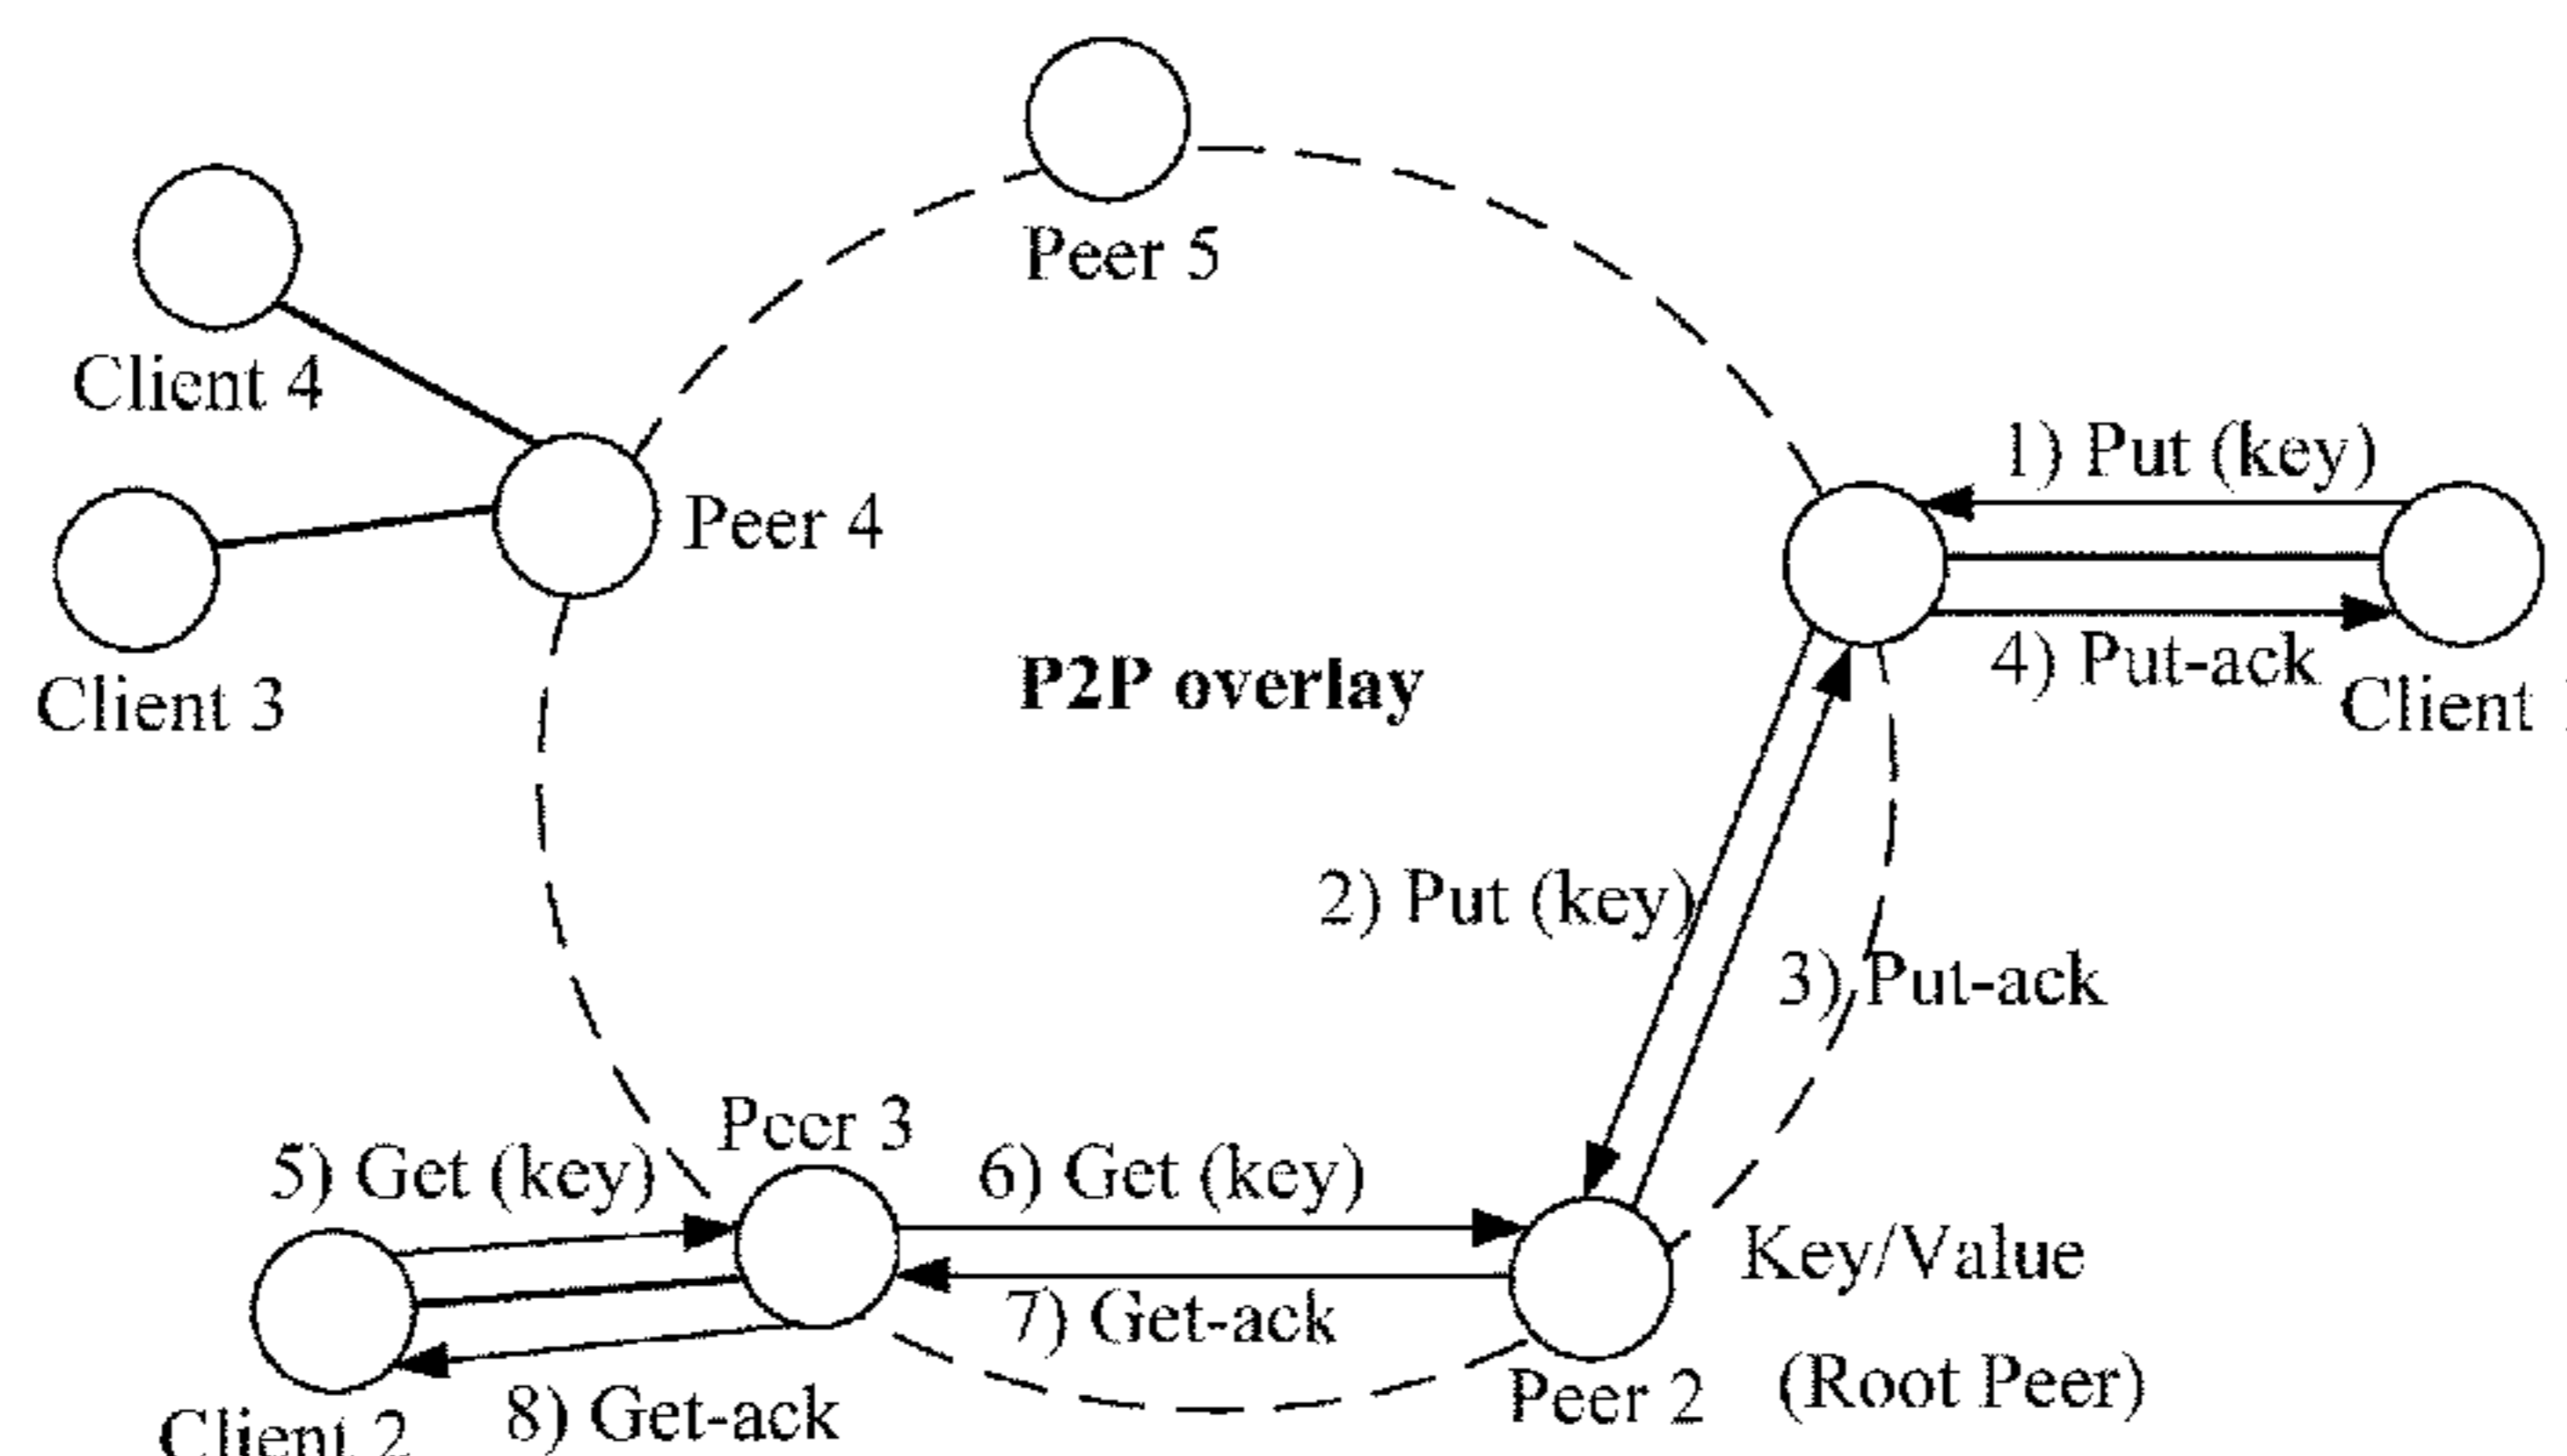 Peer 5
Client 4
1) Put (key)
Peer 4
4) Put-ack
Client 3
P2P overlay
Client
2) Put (key)
3) Put-ack
Peer 3
5) Get (key)
6) Get (key)
Key/Value
7) Get-ack
Peer 2
(Root Peer)
8) Get-ack
Client 2